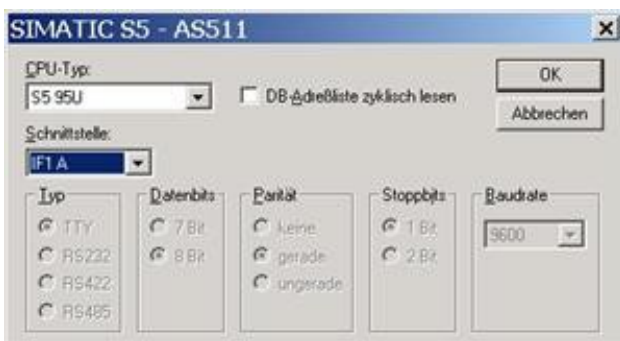 SIMATIC S5 - AS511
CPU-Typ:
S5 95U
DB-Adreßliste zyklisch lesen
OK
Abbrechen
Schnittstelle:
IF1 A
Typ
TTY
RS232
RS422
RS485
Datenbits
7 Bit
8 Bit
Parität
keine
gerade
ungerade
Stoppbits
1 Bit
2 Bit
Baudrate
9600